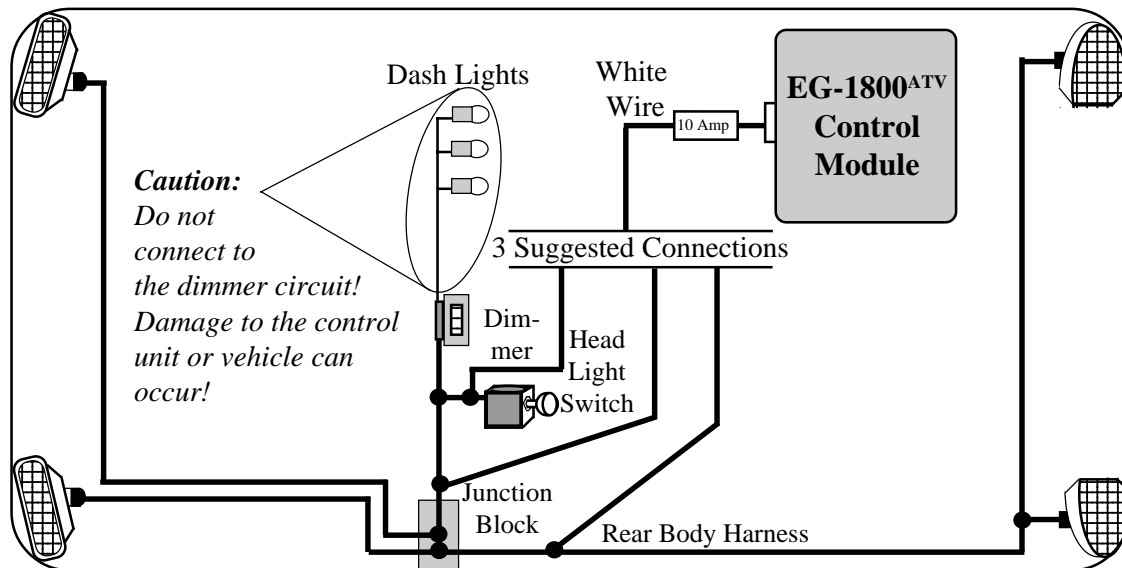 Dash Lights
White
Wire
10 Amp
EG-1800ATV
Control
Module
Caution:
Do not
connect to
the dimmer circuit!
Damage to the control
unit or vehicle can
occur!
3 Suggested Connections
Dim-
mer
Head
Light
Switch
Junction
Block
Rear Body Harness